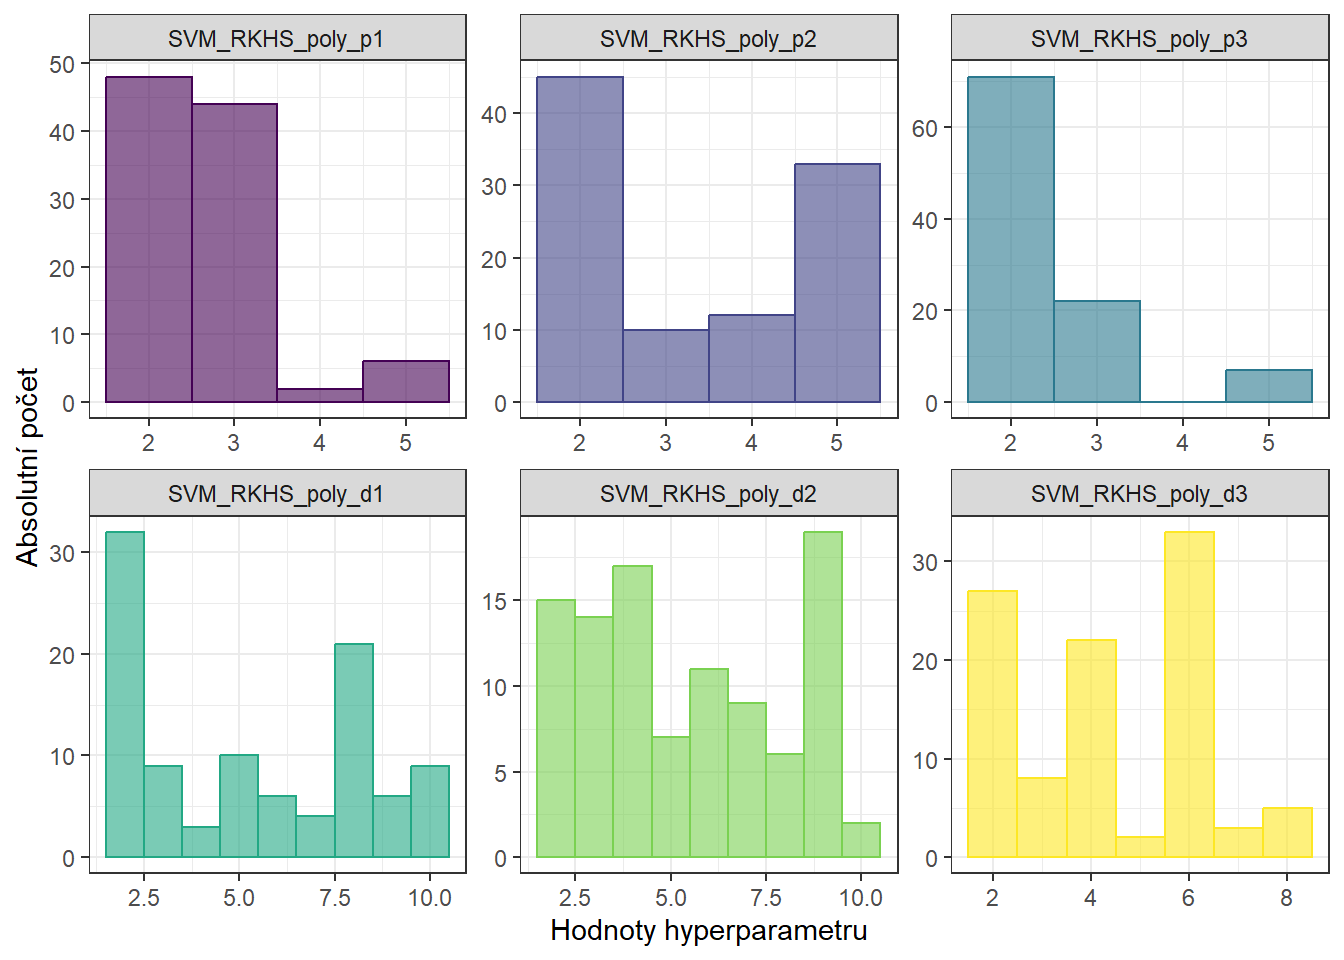 SVM_RKHS_poly_p1
SVM_RKHS_poly_p2
SVM_RKHS_poly_p3
50
40
30
20
10
0
2 3 4 5
40
30
20
10
0
2 3 4 5
60
40
20
0
2 3 4 5
Absolutní počet
SVM_RKHS_poly_d1
SVM_RKHS_poly_d2
SVM_RKHS_poly_d3
30
20
10
0
2.5 5.0 7.5 10.0
15
10
5
0
2.5 5.0 7.5 10.0
30
20
10
0
2 4 6 8
Hodnoty hyperparametru